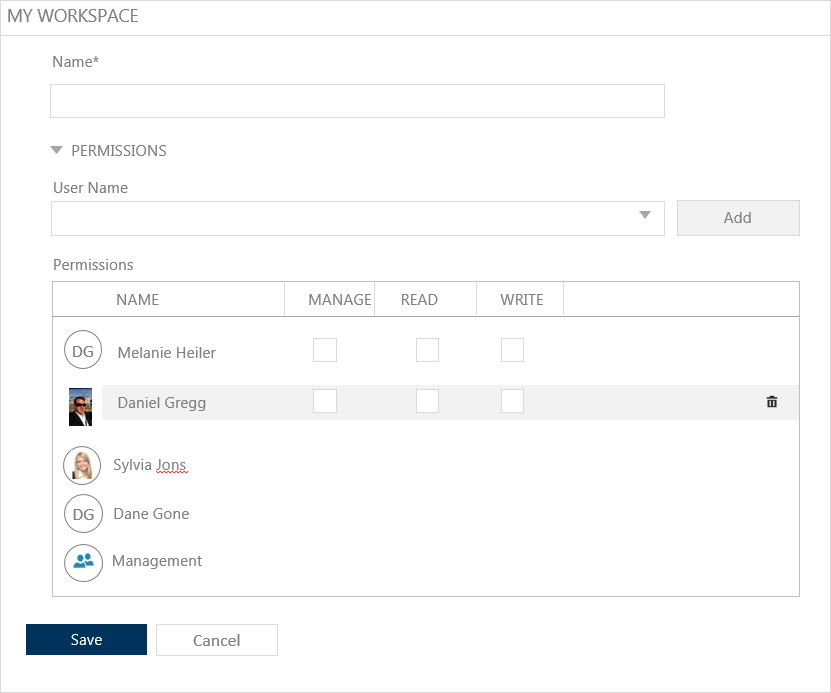 MY WORKSPACE
Name*
PERMISSIONS
User Name
Add
Permissions
NAME MANAGE READ WRITE
DG Melanie Heiler
Daniel Gregg
Sylvia Jons
DG Dane Gone
Management
Save Cancel